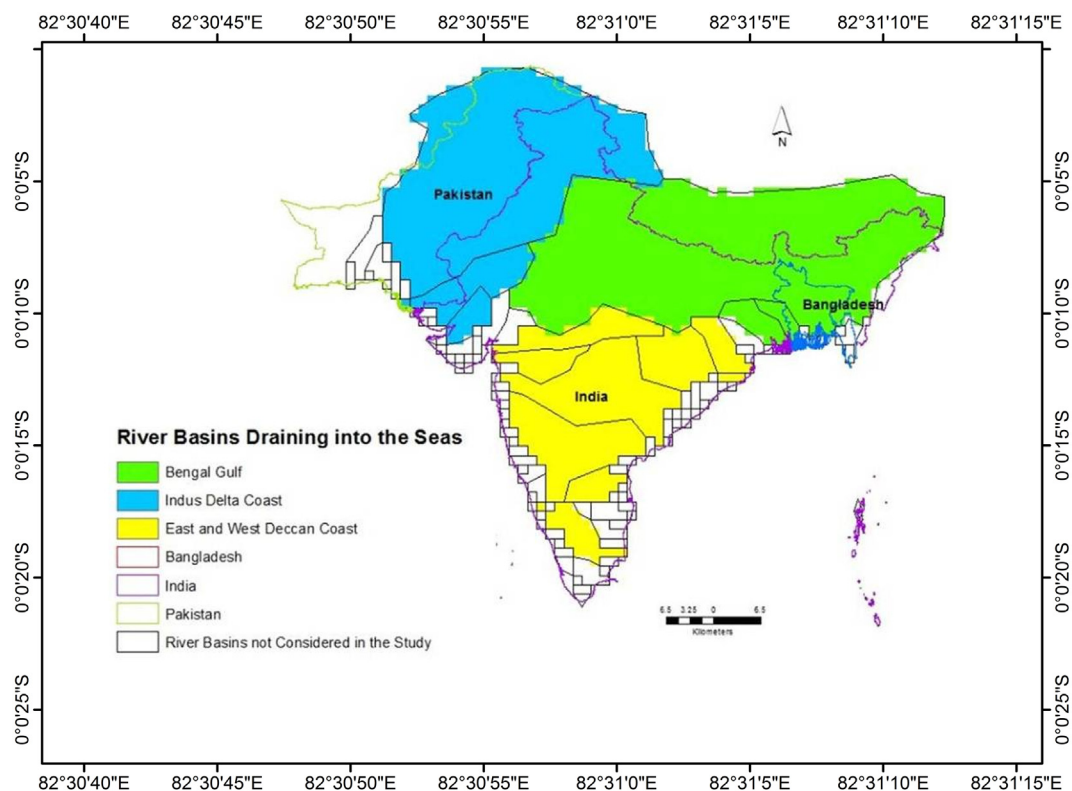 82°30'40"E 82°30'45"E 82°30'50"E 82°30'55"E 82°31'0"E 82°31'5"E 82°31'10"E 82°31'15"E
N
0°0'5"S 0°0'5"S
Pakistan
0°0'10"S 0°0'10"S
Bangladesh
India
0°0'15"S 0°0'15"S
River Basins Draining into the Seas
Bengal Gulf
Indus Delta Coast
East and West Deccan Coast
Bangladesh
India
Pakistan
River Basins not Considered in the Study
0°0'20"S 0°0'20"S
6.5 3.25 0 6.5
Kilometers
0°0'25"S 0°0'25"S
82°30'40"E 82°30'45"E 82°30'50"E 82°30'55"E 82°31'0"E 82°31'5"E 82°31'10"E 82°31'15"E